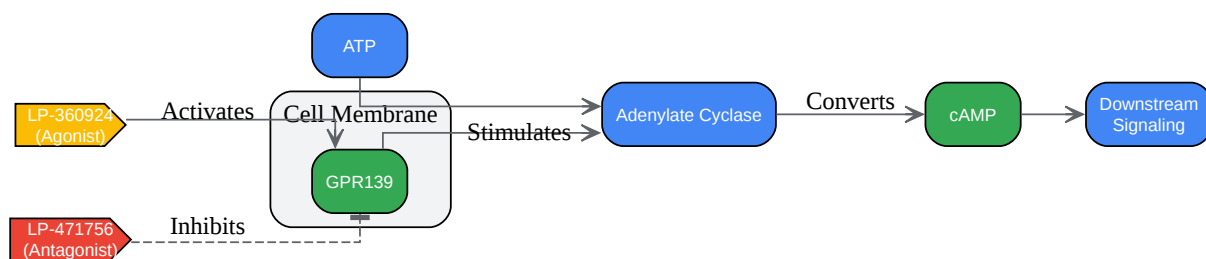 ATP
LP-360924
(Agonist)
Activates
Cell Membrane
Stimulates
Adenylate Cyclase
Converts
cAMP
Downstream
Signaling
GPR139
LP-471756
(Antagonist)
Inhibits